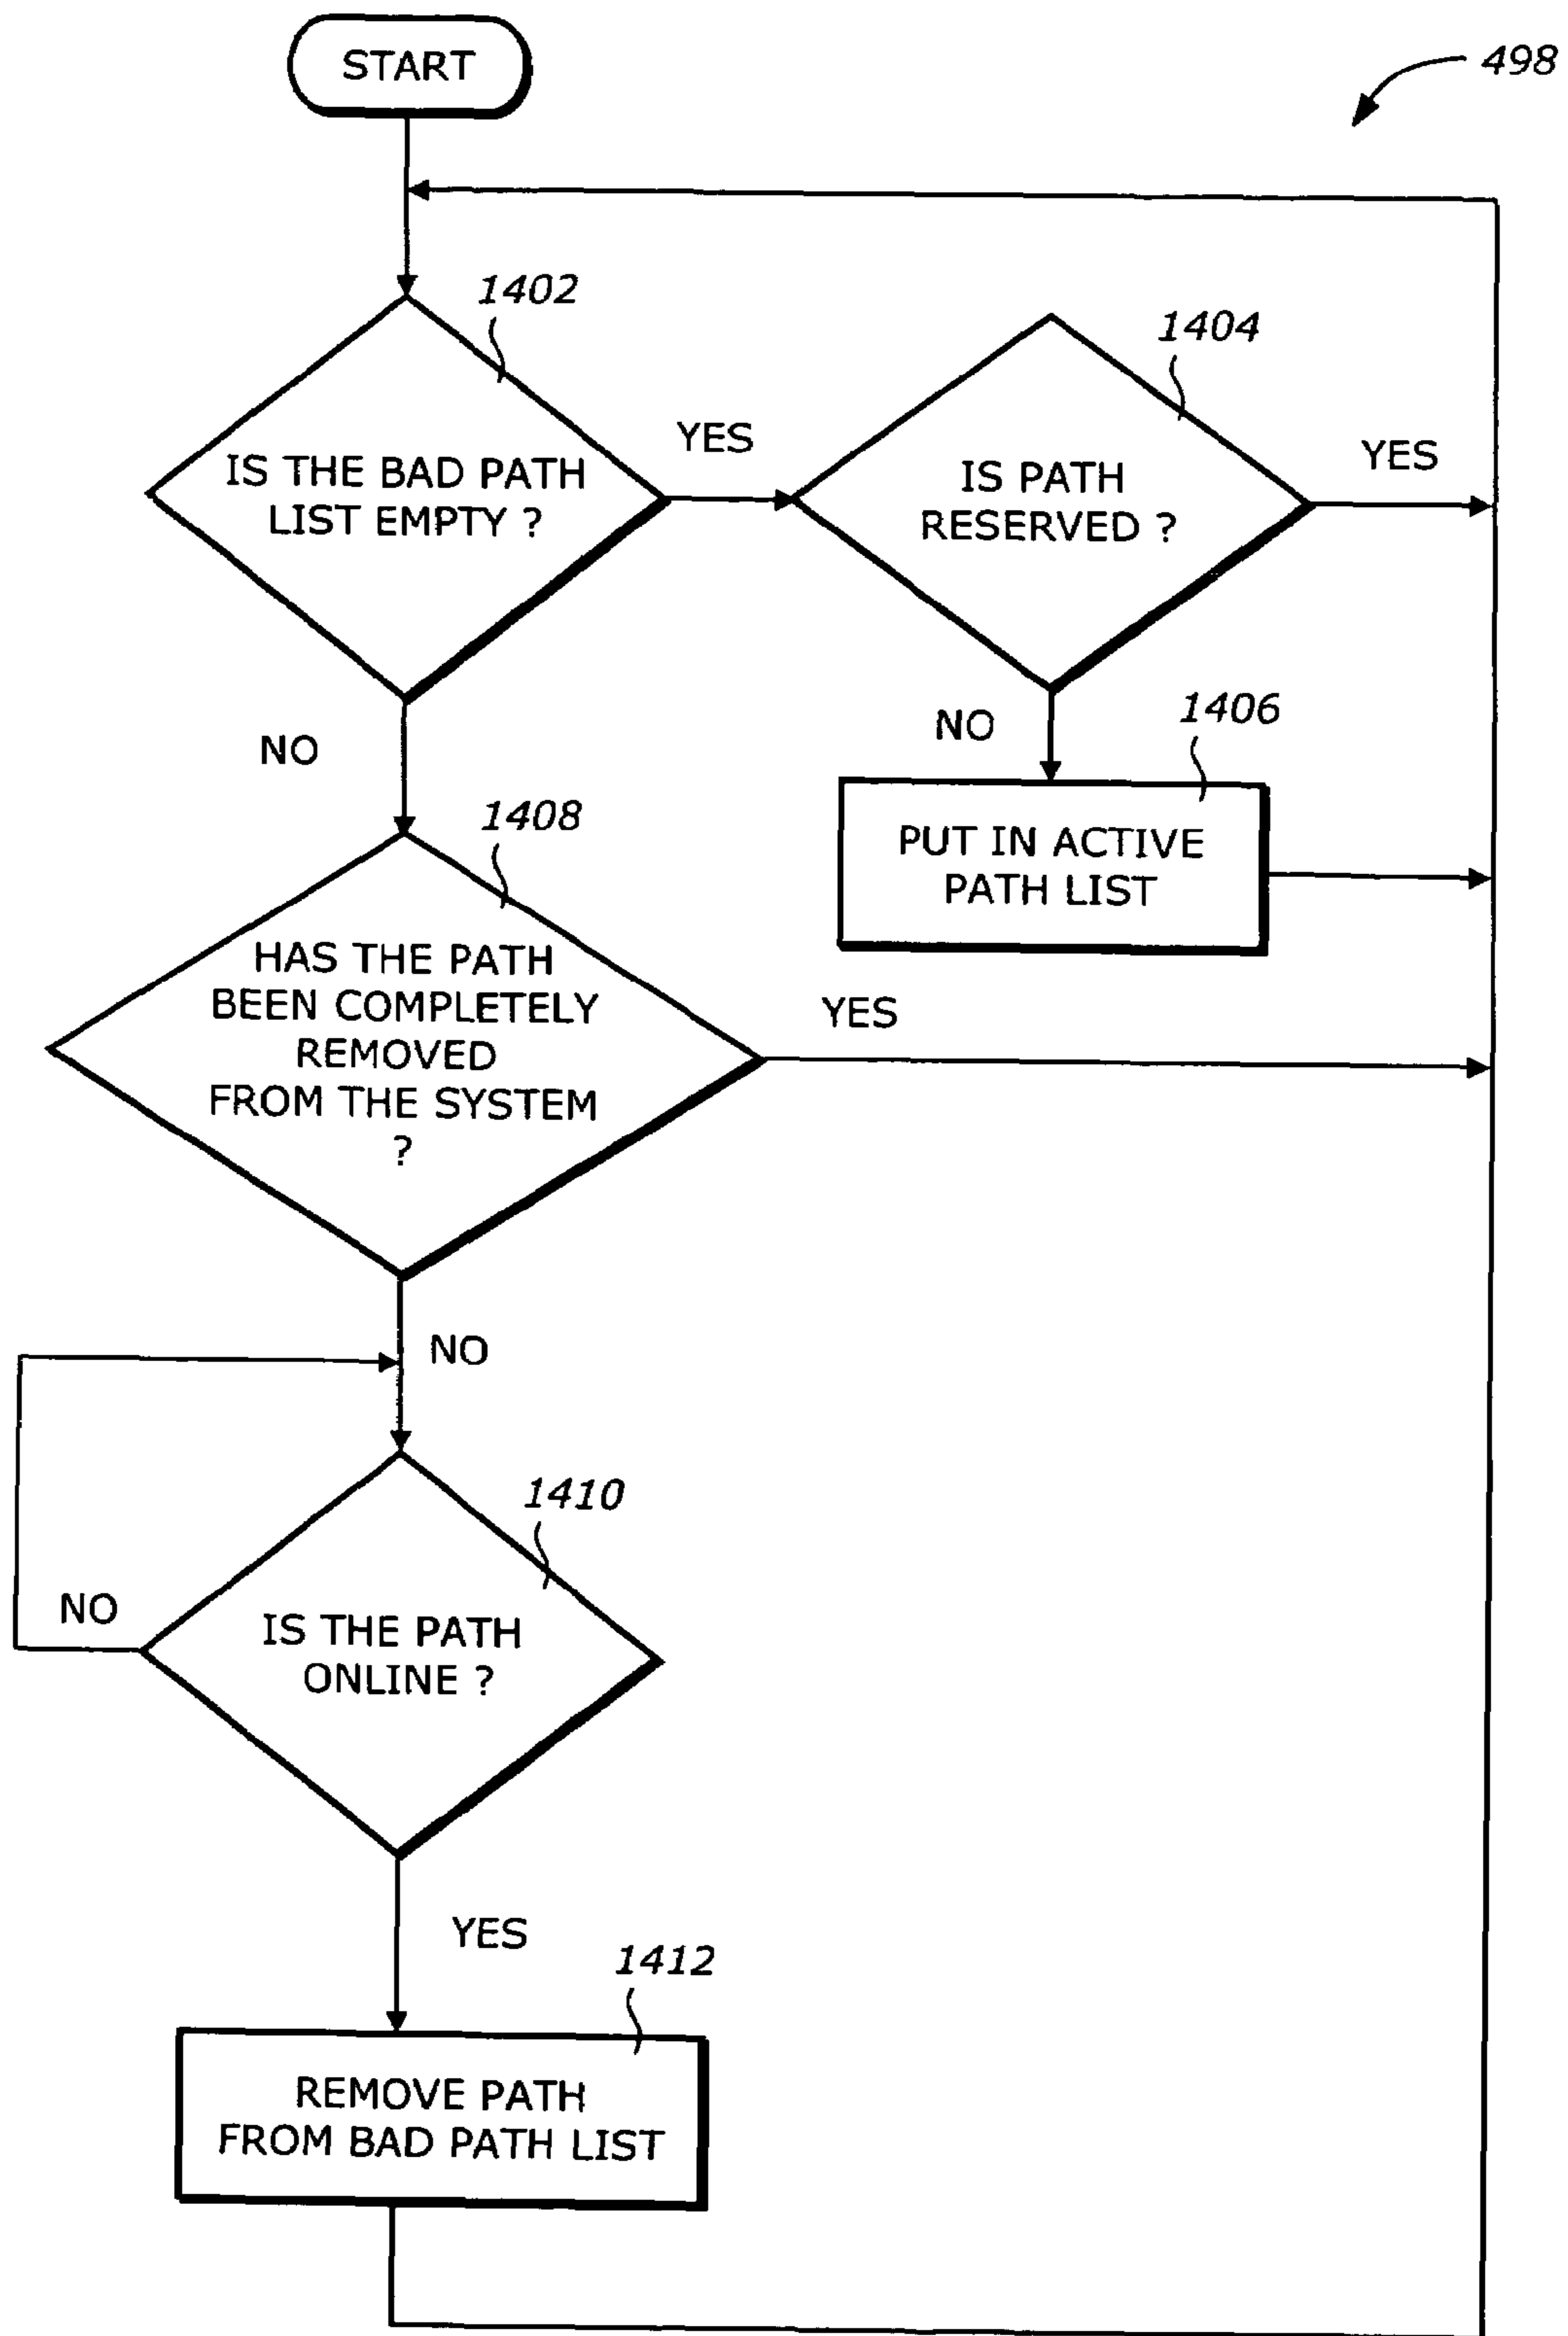 START
498
1402
IS THE BAD PATH
LIST EMPTY ?
YES
1404
IS PATH
RESERVED ?
YES
NO
1406
PUT IN ACTIVE
PATH LIST
NO
1408
HAS THE PATH
BEEN COMPLETELY
REMOVED
FROM THE SYSTEM
?
YES
NO
1410
IS THE PATH
ONLINE ?
NO
YES
1412
REMOVE PATH
FROM BAD PATH LIST